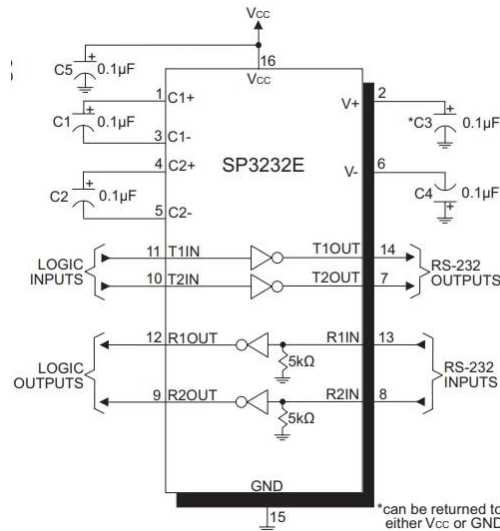 VCC
16
VCC
C5 + 0.1µF
1 C1+
C1 + 0.1µF
3 C1-
4 C2+
C2 + 0.1µF
5 C2-
SP3232E
V+ 2
*C3 + 0.1µF
V- 6
C4 0.1µF +
LOGIC INPUTS
11 T1IN T1OUT 14
10 T2IN T2OUT 7
RS-232 OUTPUTS
LOGIC OUTPUTS
12 R1OUT R1IN 13
5kΩ
9 R2OUT R2IN 8
5kΩ
RS-232 INPUTS
GND
15
*can be returned to
either VCC or GND